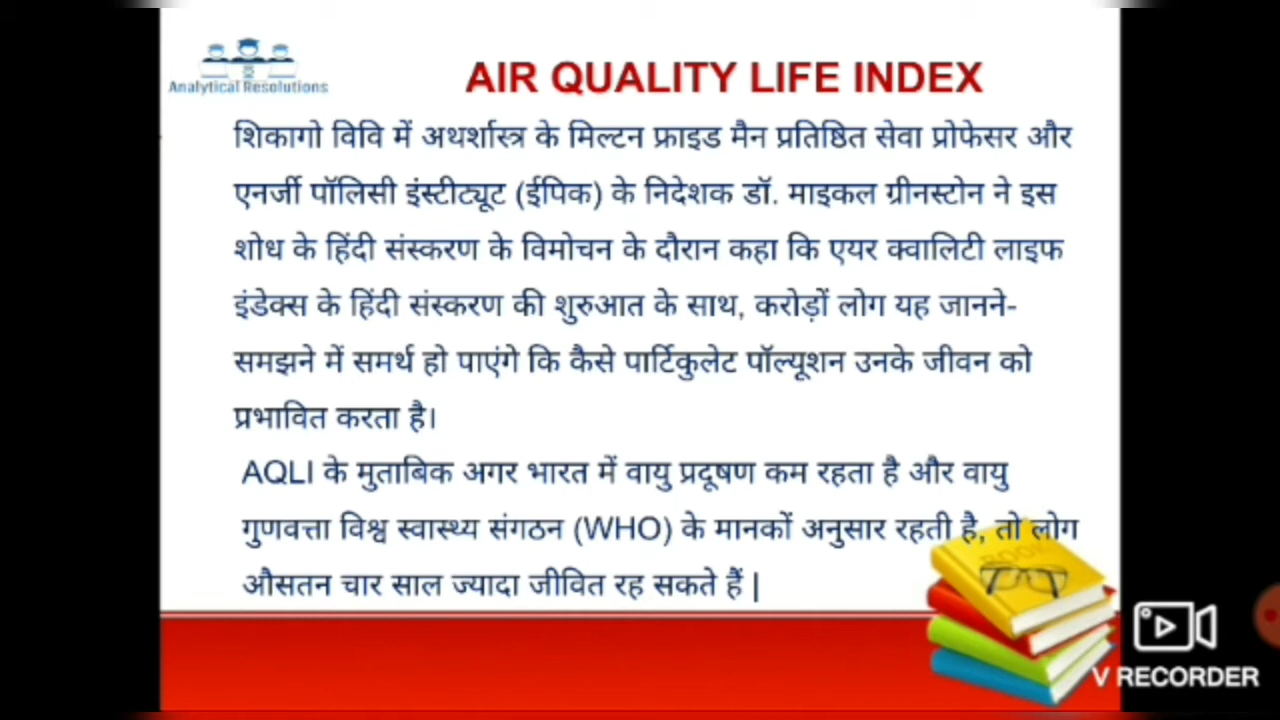 Analytical Resolutions
AIR QUALITY LIFE INDEX
शिकागो विवि में अथर्शास्त्र के मिल्टन फ्राइड मैन प्रतिष्ठित सेवा प्रोफेसर और
एनर्जी पॉलिसी इंस्टीट्यूट (ईपिक) के निदेशक डॉ. माइकल ग्रीनस्टोन ने इस
शोध के हिंदी संस्करण के विमोचन के दौरान कहा कि एयर क्वालिटी लाइफ
इंडेक्स के हिंदी संस्करण की शुरुआत के साथ, करोड़ों लोग यह जानने-
समझने में समर्थ हो पाएंगे कि कैसे पार्टिकुलेट पॉल्यूशन उनके जीवन को
प्रभावित करता है।
AQLI के मुताबिक अगर भारत में वायु प्रदूषण कम रहता है और वायु
गुणवत्ता विश्व स्वास्थ्य संगठन (WHO) के मानकों अनुसार रहती है, तो लोग
औसतन चार साल ज्यादा जीवित रह सकते हैं |
BOOK
V RECORDER